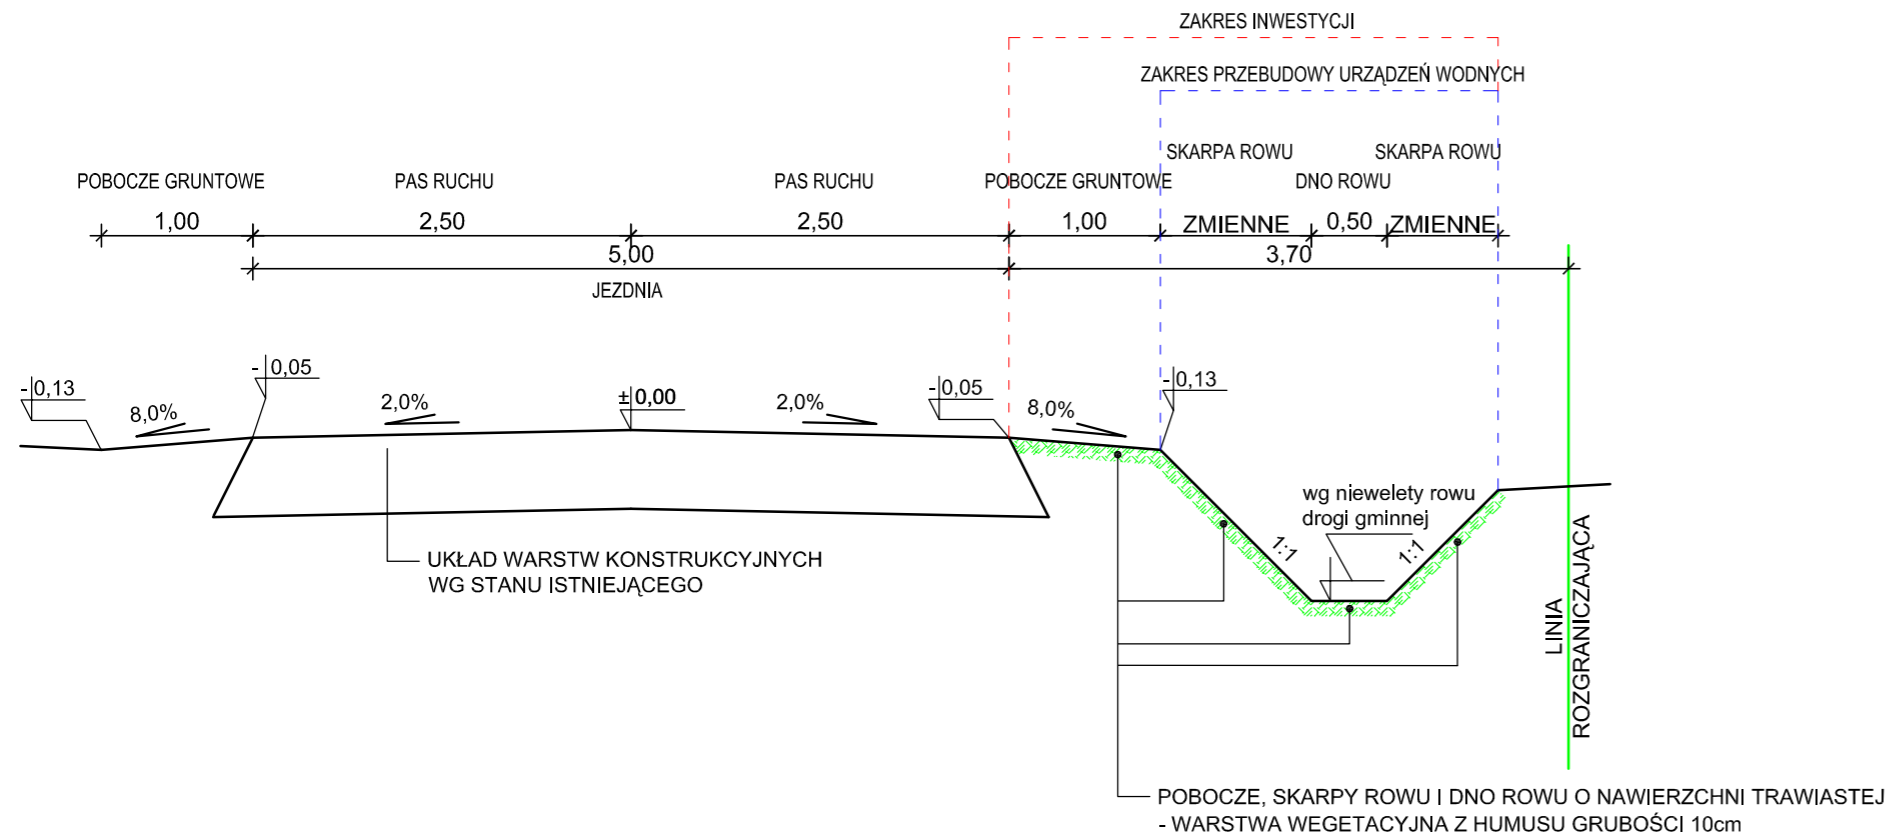 ZAKRES INWESTYCJI
ZAKRES PRZEBUDOWY URZĄDZEŃ WODNYCH
SKARPA ROWU
SKARPA ROWU
POBOCZE GRUNTOWE
PAS RUCHU
PAS RUCHU
POBOCZE GRUNTOWE
DNO ROWU
1,00
2,50
2,50
1,00
ZMIENNE
0,50
ZMIENNE
5,00
3,70
JEZDNIA
-0,13
8,0%
-0,05
2,0%
±0,00
2,0%
-0,05
8,0%
-0,13
wg niewelety rowu
drogi gminnej
1:1
1:1
UKŁAD WARSTW KONSTRUKCYJNYCH
WG STANU ISTNIEJĄCEGO
LINIA
ROZGRANICZAJĄCA
POBOCZE, SKARPY ROWU I DNO ROWU O NAWIERZCHNI TRAWIASTEJ
- WARSTWA WEGETACYJNA Z HUMUSU GRUBOŚCI 10cm